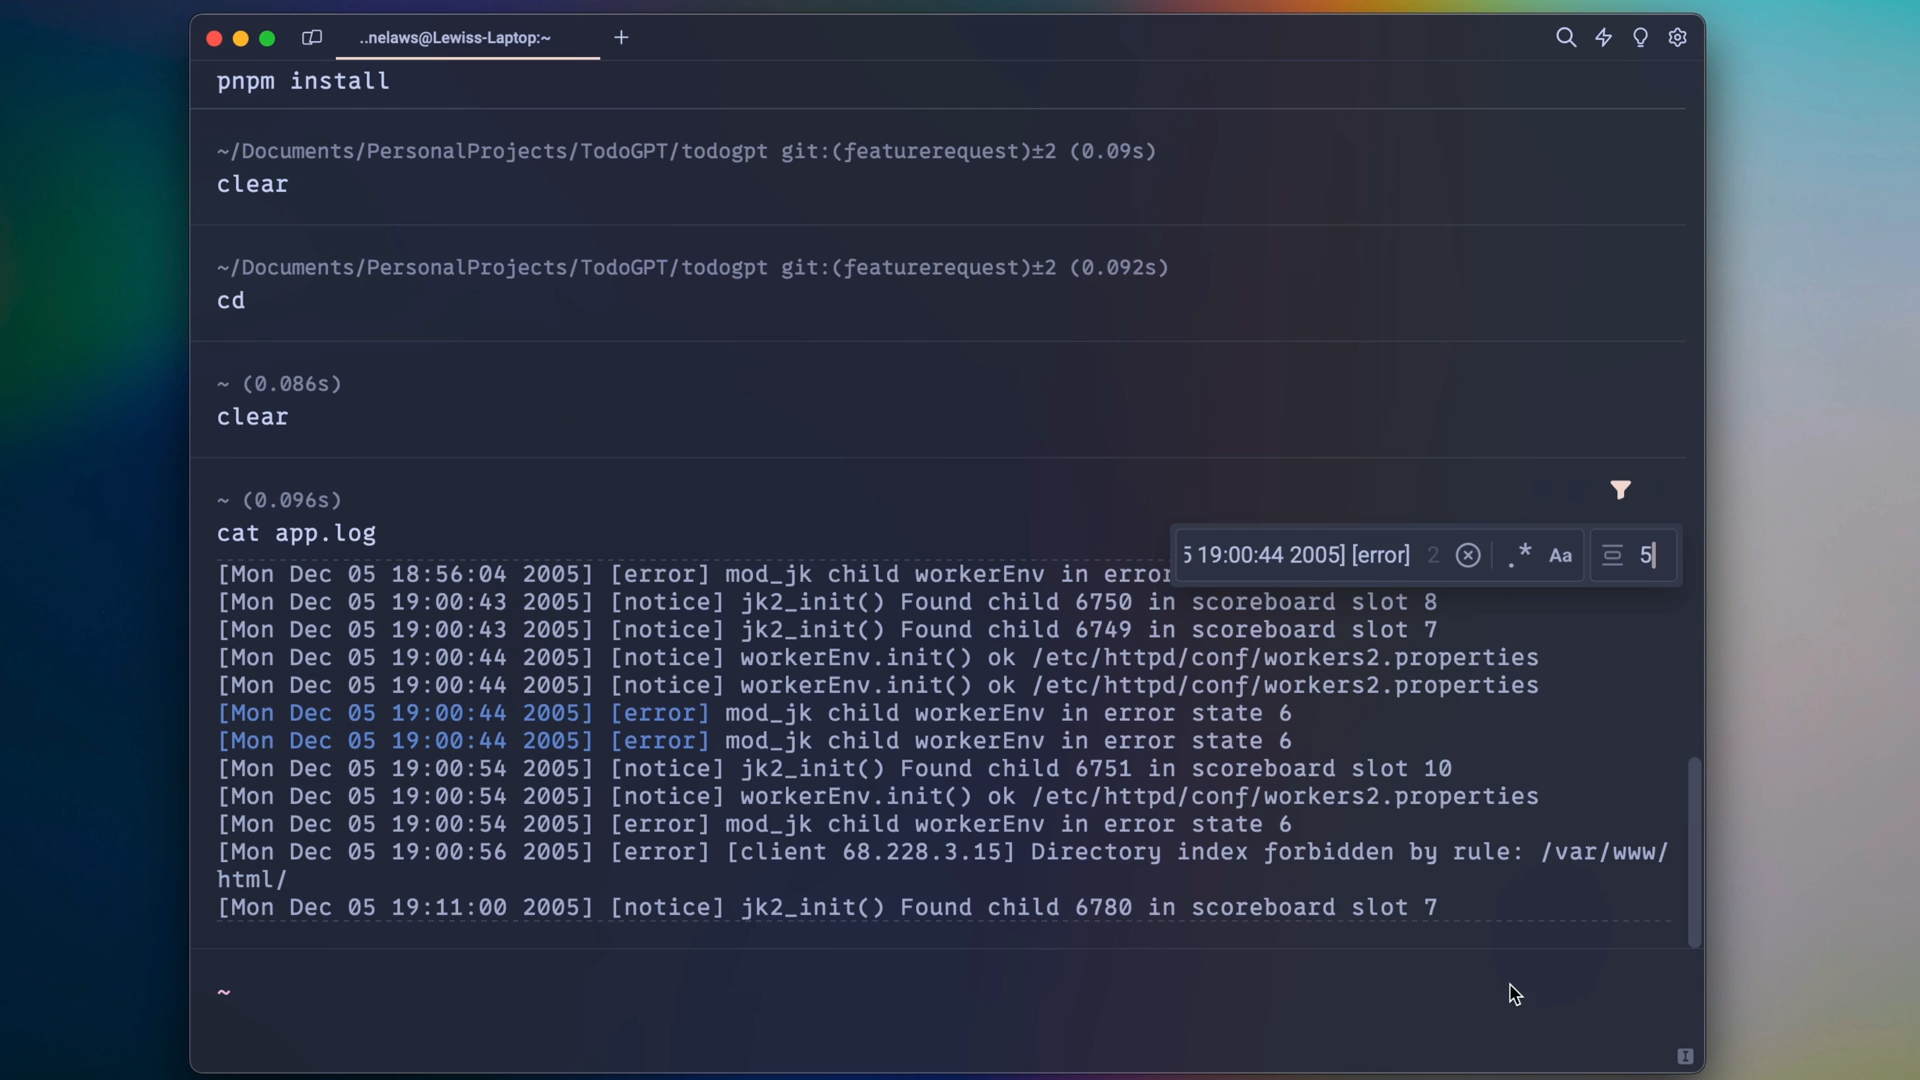 ..nelaws@Lewiss-Laptop:~
pnpm install
~/Documents/PersonalProjects/TodoGPT/todogpt git:(featurerequest)±2 (0.09s)
clear
~/Documents/PersonalProjects/TodoGPT/todogpt git:(featurerequest)±2 (0.092s)
cd
~ (0.086s)
clear
~ (0.096s)
cat app.log
5 19:00:44 2005] [error] 2 .* Aa 5
[Mon Dec 05 18:56:04 2005] [error] mod_jk child workerEnv in error
[Mon Dec 05 19:00:43 2005] [notice] jk2_init() Found child 6750 in scoreboard slot 8
[Mon Dec 05 19:00:43 2005] [notice] jk2_init() Found child 6749 in scoreboard slot 7
[Mon Dec 05 19:00:44 2005] [notice] workerEnv.init() ok /etc/httpd/conf/workers2.properties
[Mon Dec 05 19:00:44 2005] [notice] workerEnv.init() ok /etc/httpd/conf/workers2.properties
[Mon Dec 05 19:00:44 2005] [error] mod_jk child workerEnv in error state 6
[Mon Dec 05 19:00:44 2005] [error] mod_jk child workerEnv in error state 6
[Mon Dec 05 19:00:54 2005] [notice] jk2_init() Found child 6751 in scoreboard slot 10
[Mon Dec 05 19:00:54 2005] [notice] workerEnv.init() ok /etc/httpd/conf/workers2.properties
[Mon Dec 05 19:00:54 2005] [error] mod_jk child workerEnv in error state 6
[Mon Dec 05 19:00:56 2005] [error] [client 68.228.3.15] Directory index forbidden by rule: /var/www/
html/
[Mon Dec 05 19:11:00 2005] [notice] jk2_init() Found child 6780 in scoreboard slot 7
~